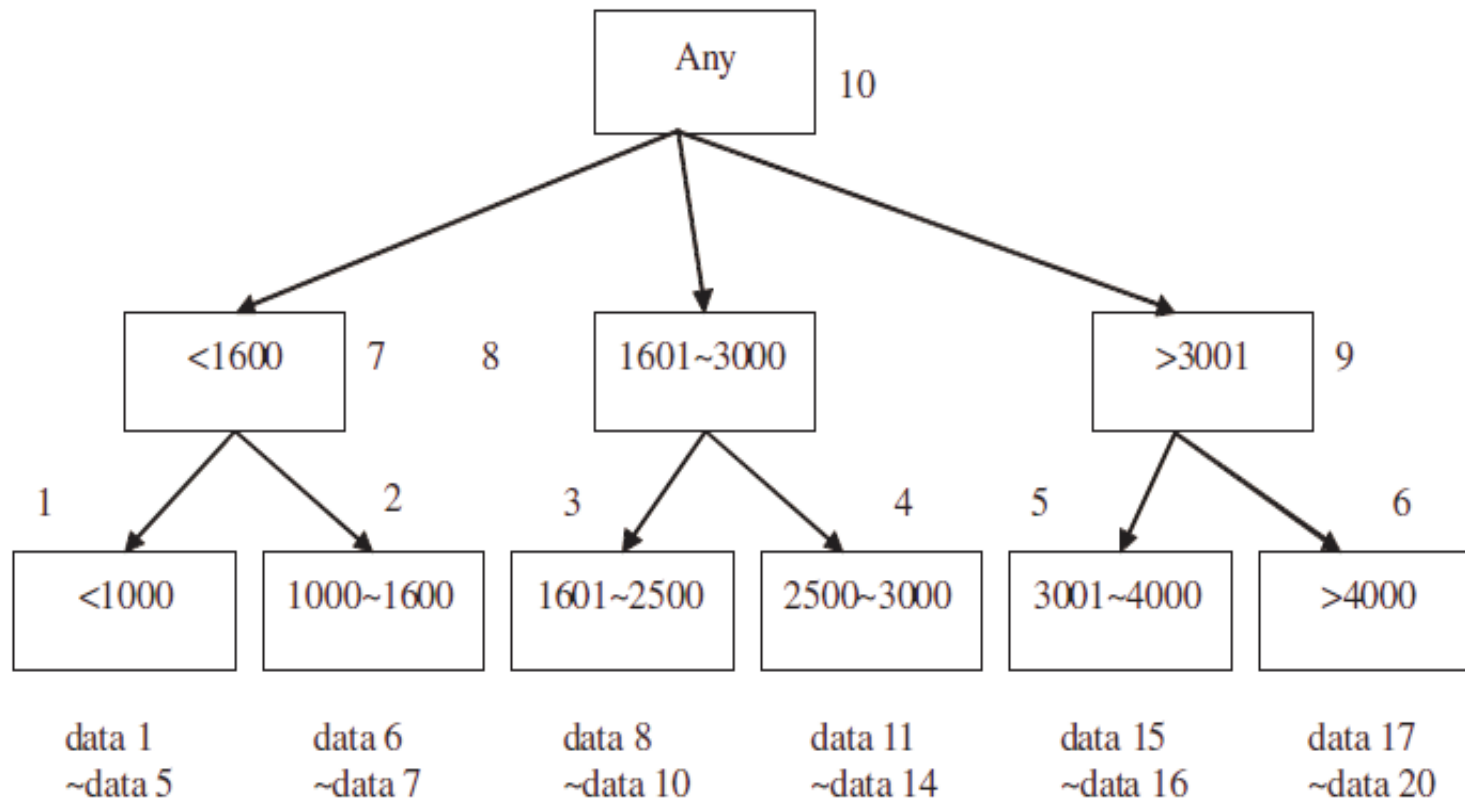 Any
10
<1600
7
8
1601~3000
>3001
9
1
2
3
4
5
6
<1000
1000~1600
1601~2500
2500~3000
3001~4000
>4000
data 1
~data 5
data 6
~data 7
data 8
~data 10
data 11
~data 14
data 15
~data 16
data 17
~data 20